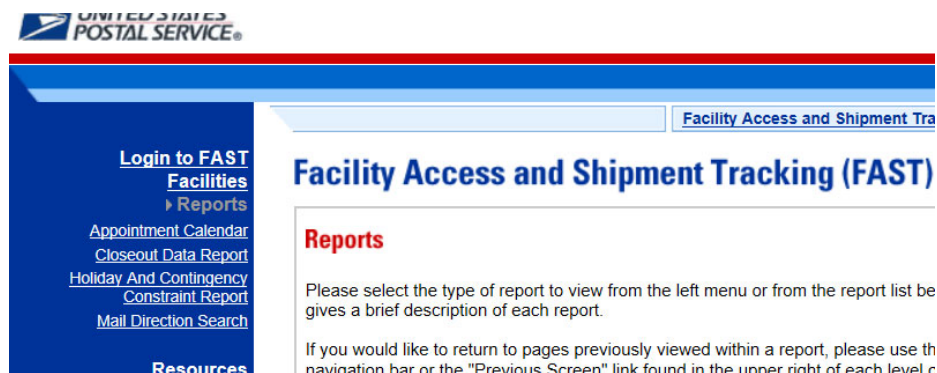 UNITED STATES
POSTAL SERVICE®
Facility Access and Shipment Tra
Login to FAST
Facilities
Reports
Appointment Calendar
Closeout Data Report
Holiday And Contingency
Constraint Report
Mail Direction Search
Resources
Facility Access and Shipment Tracking (FAST)
Reports
Please select the type of report to view from the left menu or from the report list be
gives a brief description of each report.
If you would like to return to pages previously viewed within a report, please use th
navigation bar or the "Previous Screen" link found in the upper right of each level o